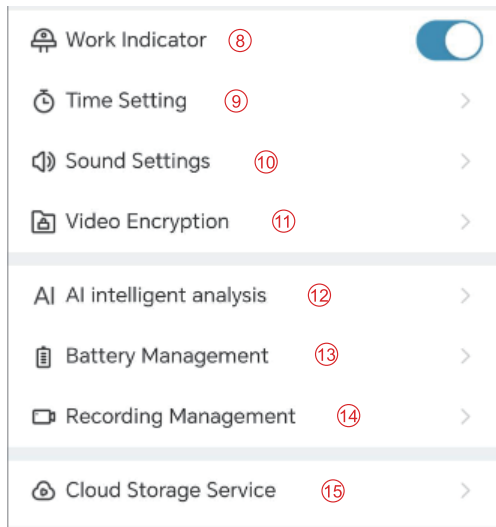 Work Indicator ⑧
Time Setting ⑨
Sound Settings ⑩
Video Encryption ⑪
AI AI intelligent analysis ⑫
Battery Management ⑬
Recording Management ⑭
Cloud Storage Service ⑮